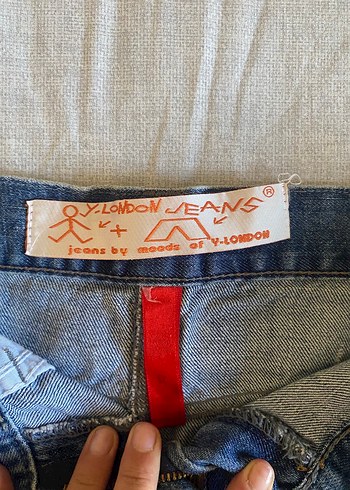 Y-LONDON JEANS®
+
jeans by moods of Y-LONDON